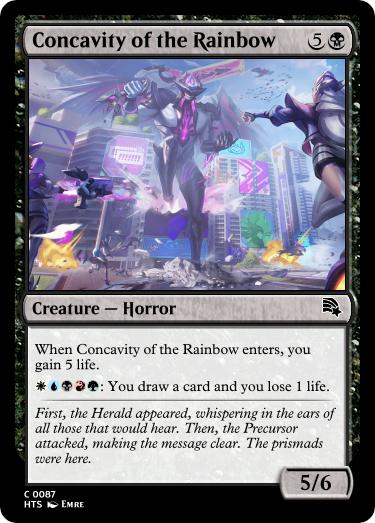 Concavity of the Rainbow 5
Creature — Horror
When Concavity of the Rainbow enters, you
gain 5 life.
: You draw a card and you lose 1 life.
First, the Herald appeared, whispering in the ears of
all those that would hear. Then, the Precursor
attacked, making the message clear. The prismads
were here.
5/6
C 0087
HTS Emre